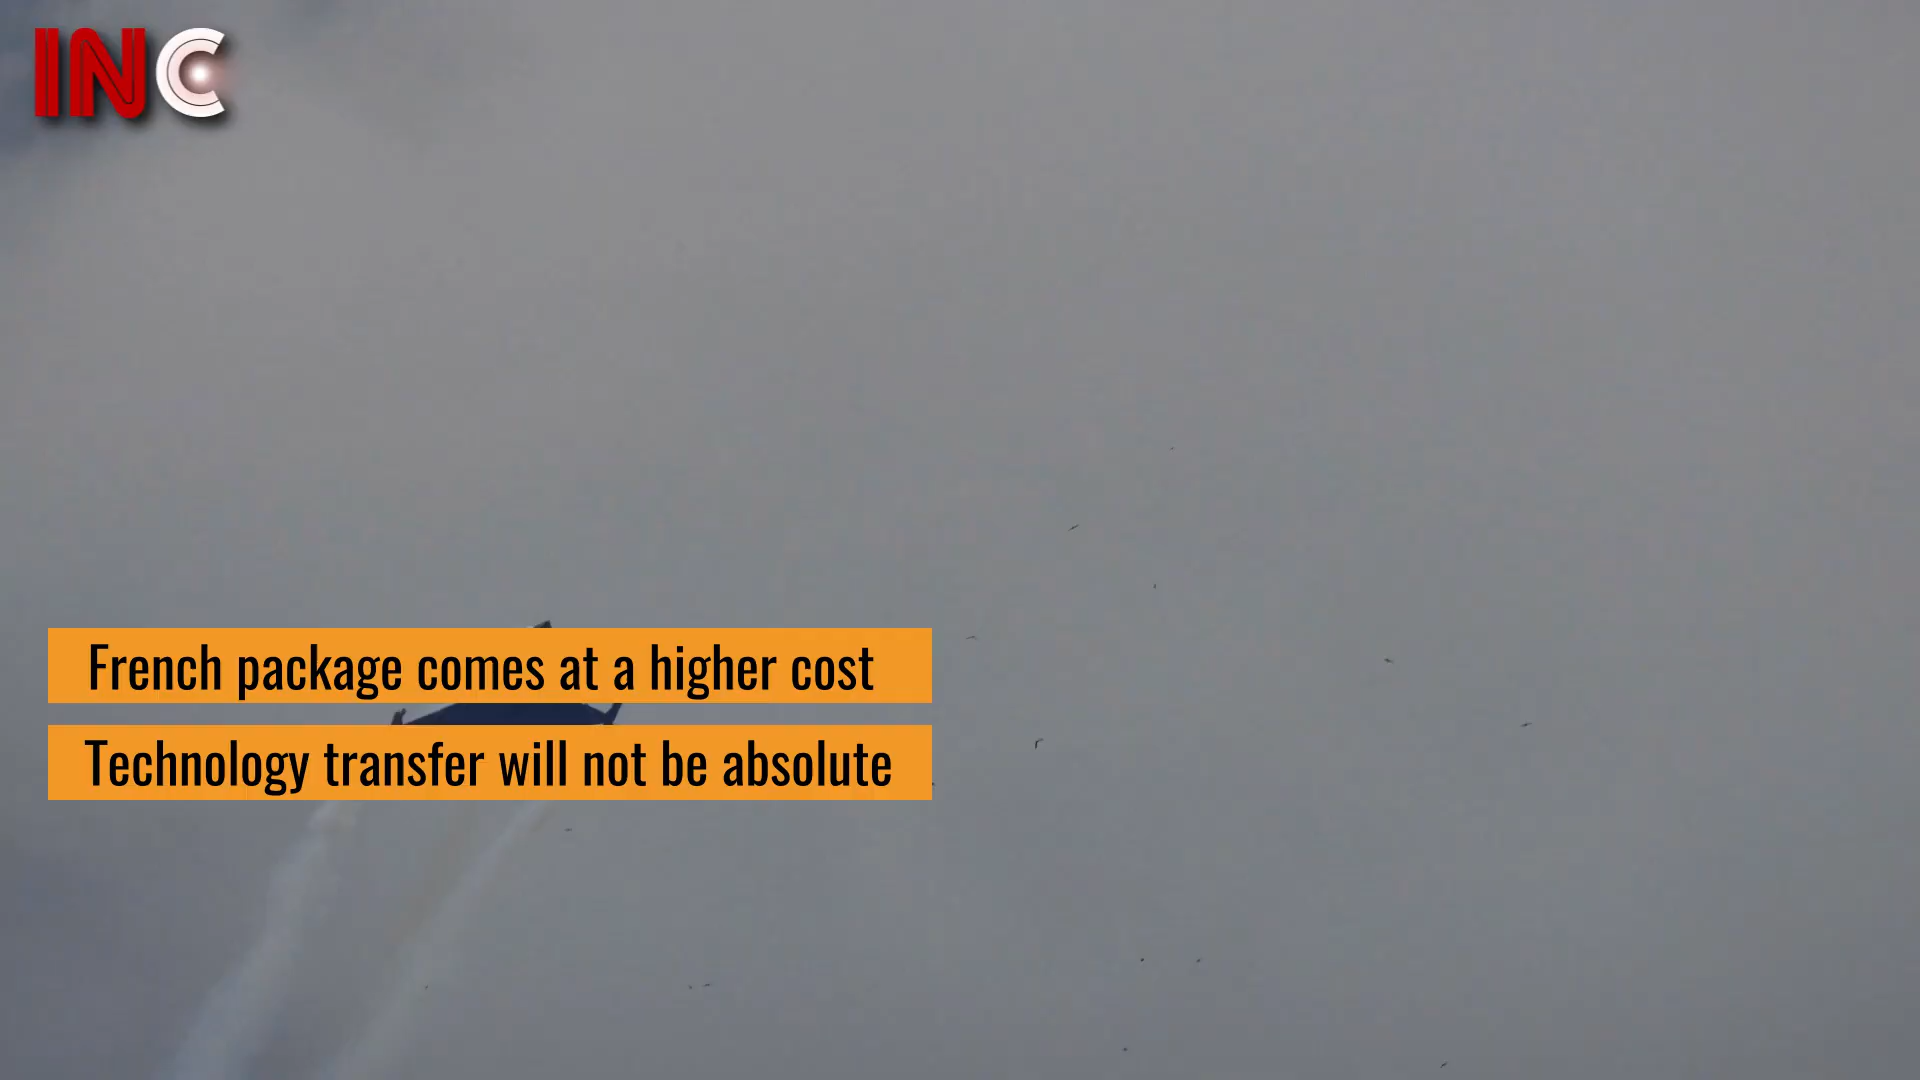 INC
French package comes at a higher cost
Technology transfer will not be absolute